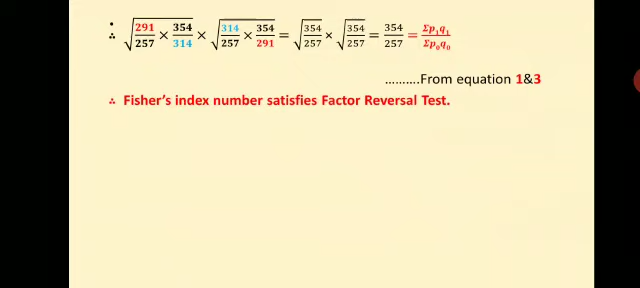 ∴ √(291/257 × 354/314) × √(314/257 × 354/291) = √(354/257) × √(354/257) = 354/257 = Σp₁q₁/Σp₀q₀
..........From equation 1&3
∴ Fisher's index number satisfies Factor Reversal Test.